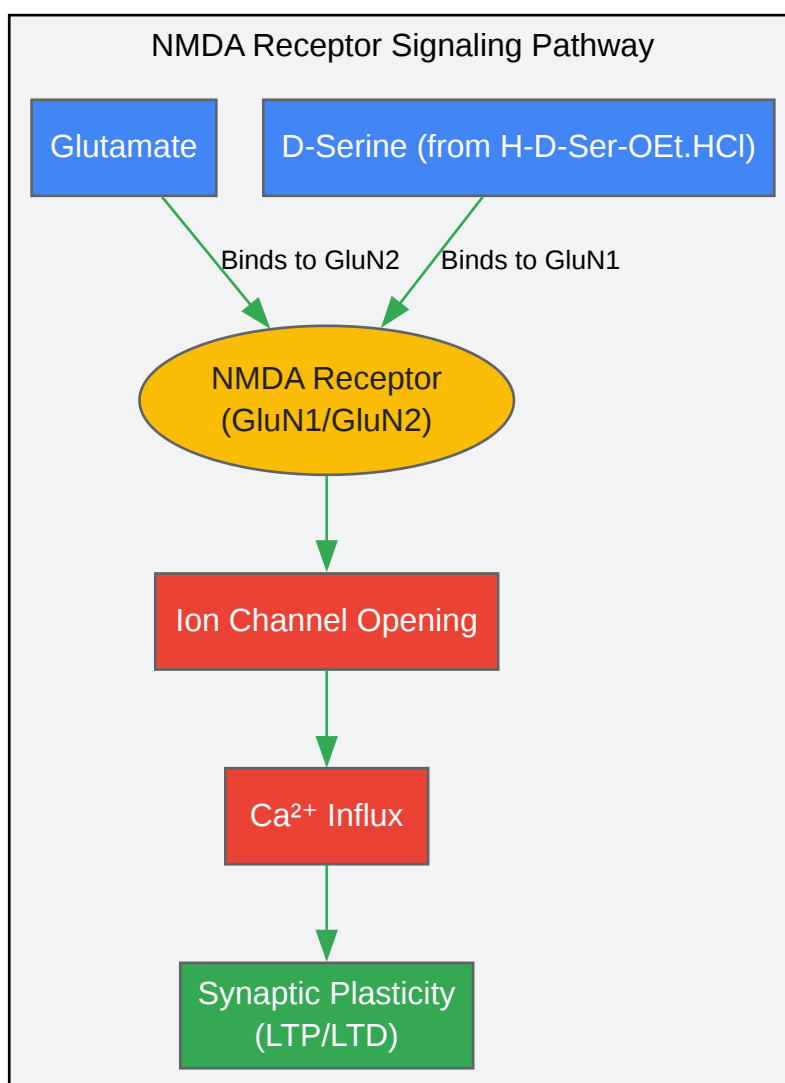 NMDA Receptor Signaling Pathway
Glutamate
D-Serine (from H-D-Ser-OEt.HCl)
Binds to GluN2
Binds to GluN1
NMDA Receptor
(GluN1/GluN2)
Ion Channel Opening
Ca²⁺ Influx
Synaptic Plasticity
(LTP/LTD)